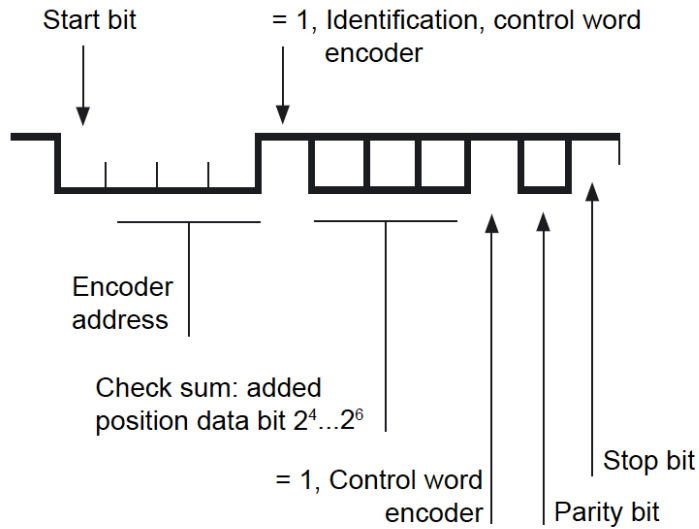 Start bit
= 1, Identification, control word
encoder
Encoder
address
Check sum: added
position data bit 2⁴...2⁶
= 1, Control word
encoder
Stop bit
Parity bit